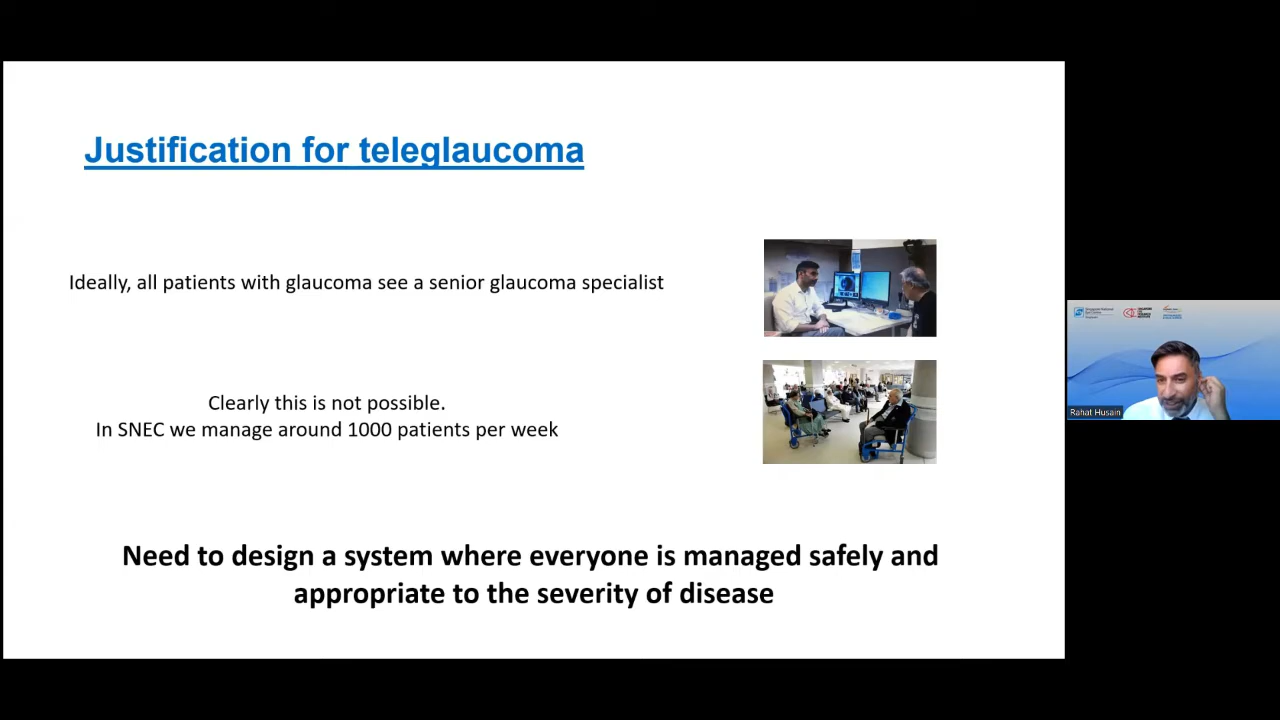 Justification for teleglaucoma
Ideally, all patients with glaucoma see a senior glaucoma specialist
Clearly this is not possible.
In SNEC we manage around 1000 patients per week
Need to design a system where everyone is managed safely and
appropriate to the severity of disease
Rahat Husain